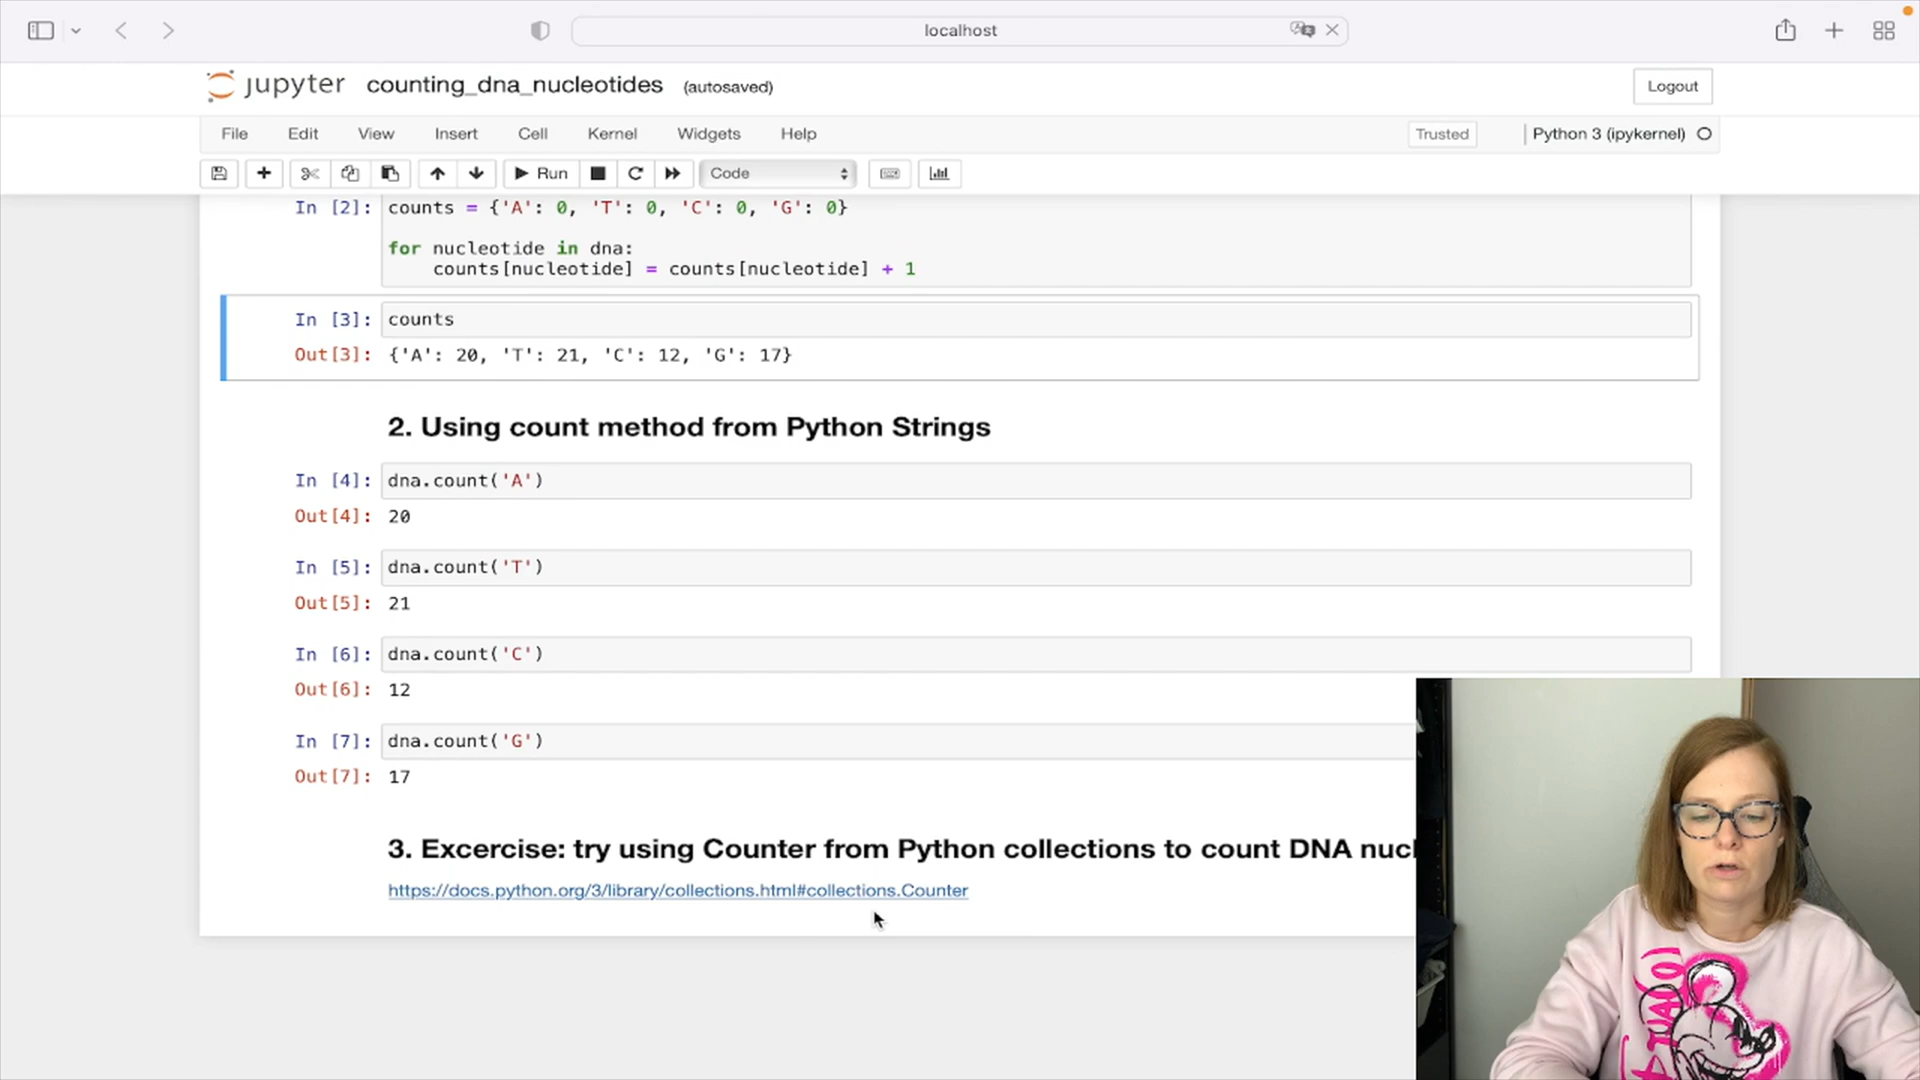 localhost
jupyter counting_dna_nucleotides (autosaved)
Logout
File Edit View Insert Cell Kernel Widgets Help
Trusted Python 3 (ipykernel)
Run Code
In [2]: counts = {'A': 0, 'T': 0, 'C': 0, 'G': 0}
for nucleotide in dna:
counts[nucleotide] = counts[nucleotide] + 1
In [3]: counts
Out[3]: {'A': 20, 'T': 21, 'C': 12, 'G': 17}
2. Using count method from Python Strings
In [4]: dna.count('A')
Out[4]: 20
In [5]: dna.count('T')
Out[5]: 21
In [6]: dna.count('C')
Out[6]: 12
In [7]: dna.count('G')
Out[7]: 17
3. Excercise: try using Counter from Python collections to count DNA nucl
https://docs.python.org/3/library/collections.html#collections.Counter